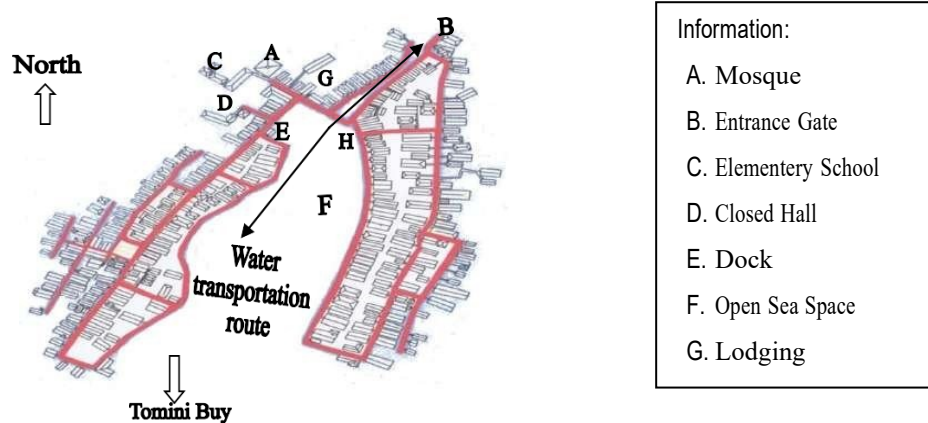 North
A
B
C
G
D
E
H
F
Water
transportation
route
Tomini Buy
Information:
A. Mosque
B. Entrance Gate
C. Elementery School
D. Closed Hall
E. Dock
F. Open Sea Space
G. Lodging